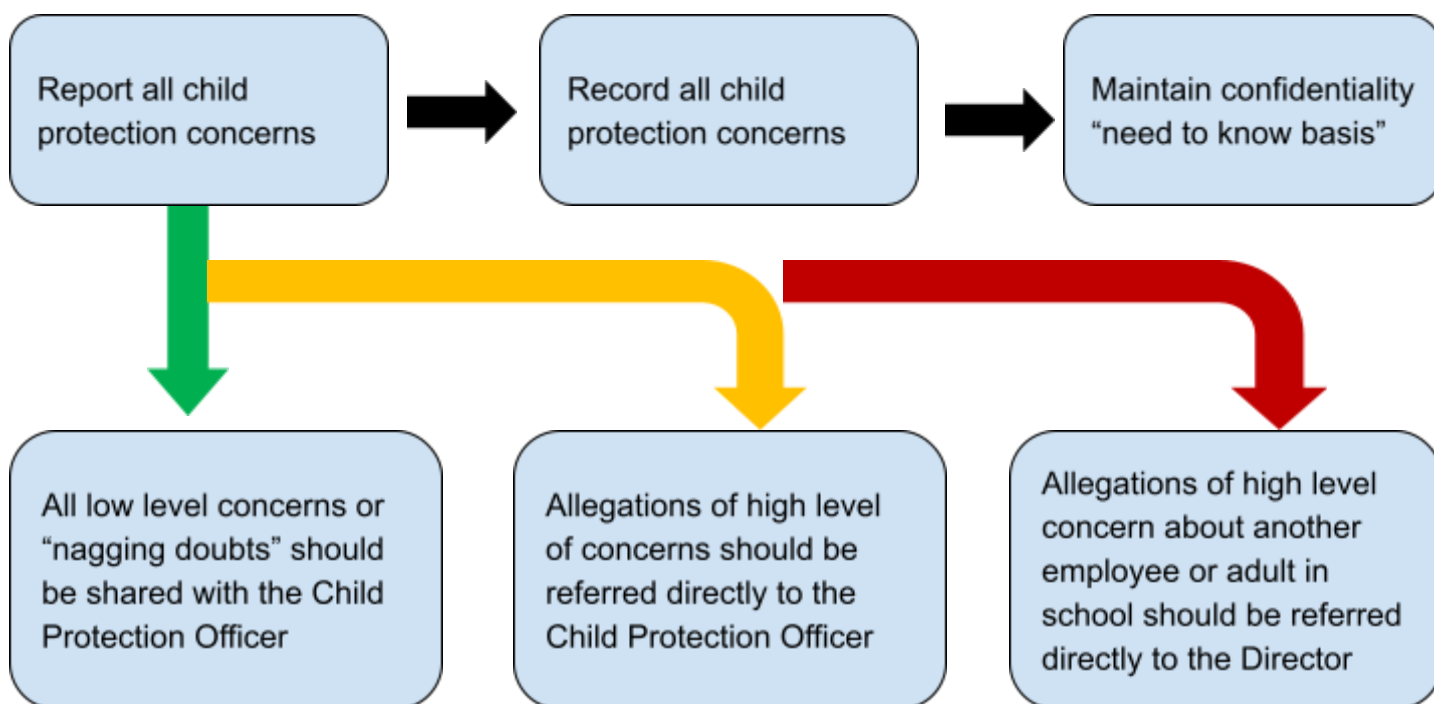 Report all child
protection concerns
Record all child
protection concerns
Maintain confidentiality
“need to know basis”
All low level concerns or
“nagging doubts” should
be shared with the Child
Protection Officer
Allegations of high level
of concerns should be
referred directly to the
Child Protection Officer
Allegations of high level
concern about another
employee or adult in
school should be referred
directly to the Director